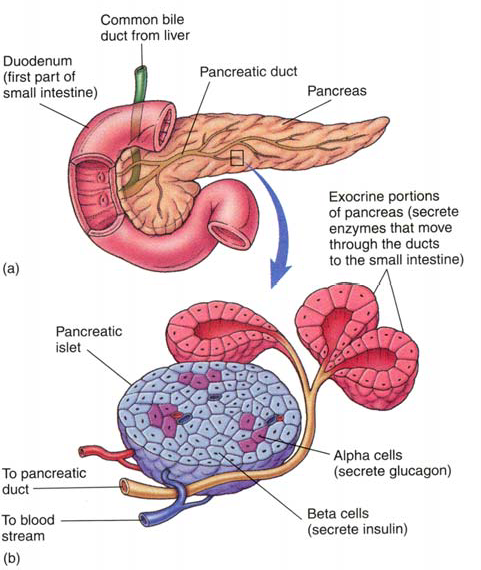 Common bile
duct from liver
Duodenum
(first part of
small intestine)
Pancreatic duct
Pancreas
(a)
Exocrine portions
of pancreas (secrete
enzymes that move
through the ducts
to the small intestine)
Pancreatic
islet
Alpha cells
(secrete glucagon)
To pancreatic
duct
Beta cells
(secrete insulin)
To blood
stream
(b)